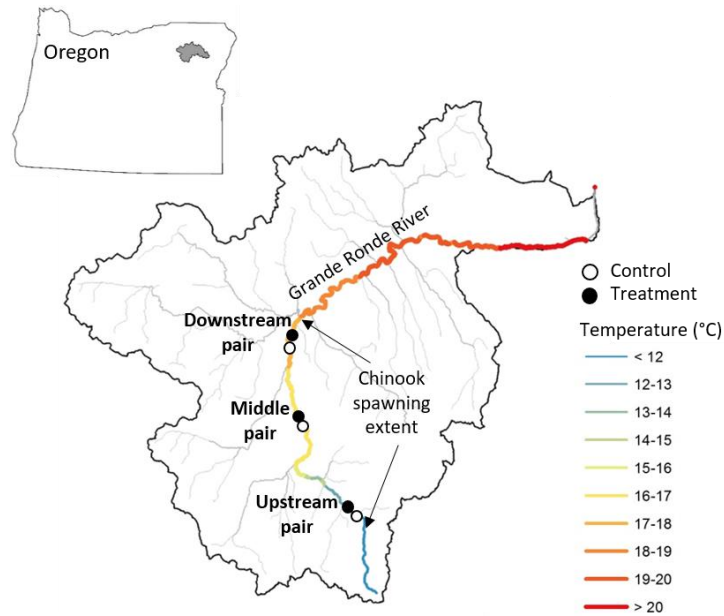 Oregon
Grande Ronde River
Control
Treatment
Downstream
pair
Temperature (°C)
< 12
Chinook
spawning
extent
12-13
13-14
Middle
pair
14-15
15-16
16-17
Upstream
pair
17-18
18-19
19-20
> 20